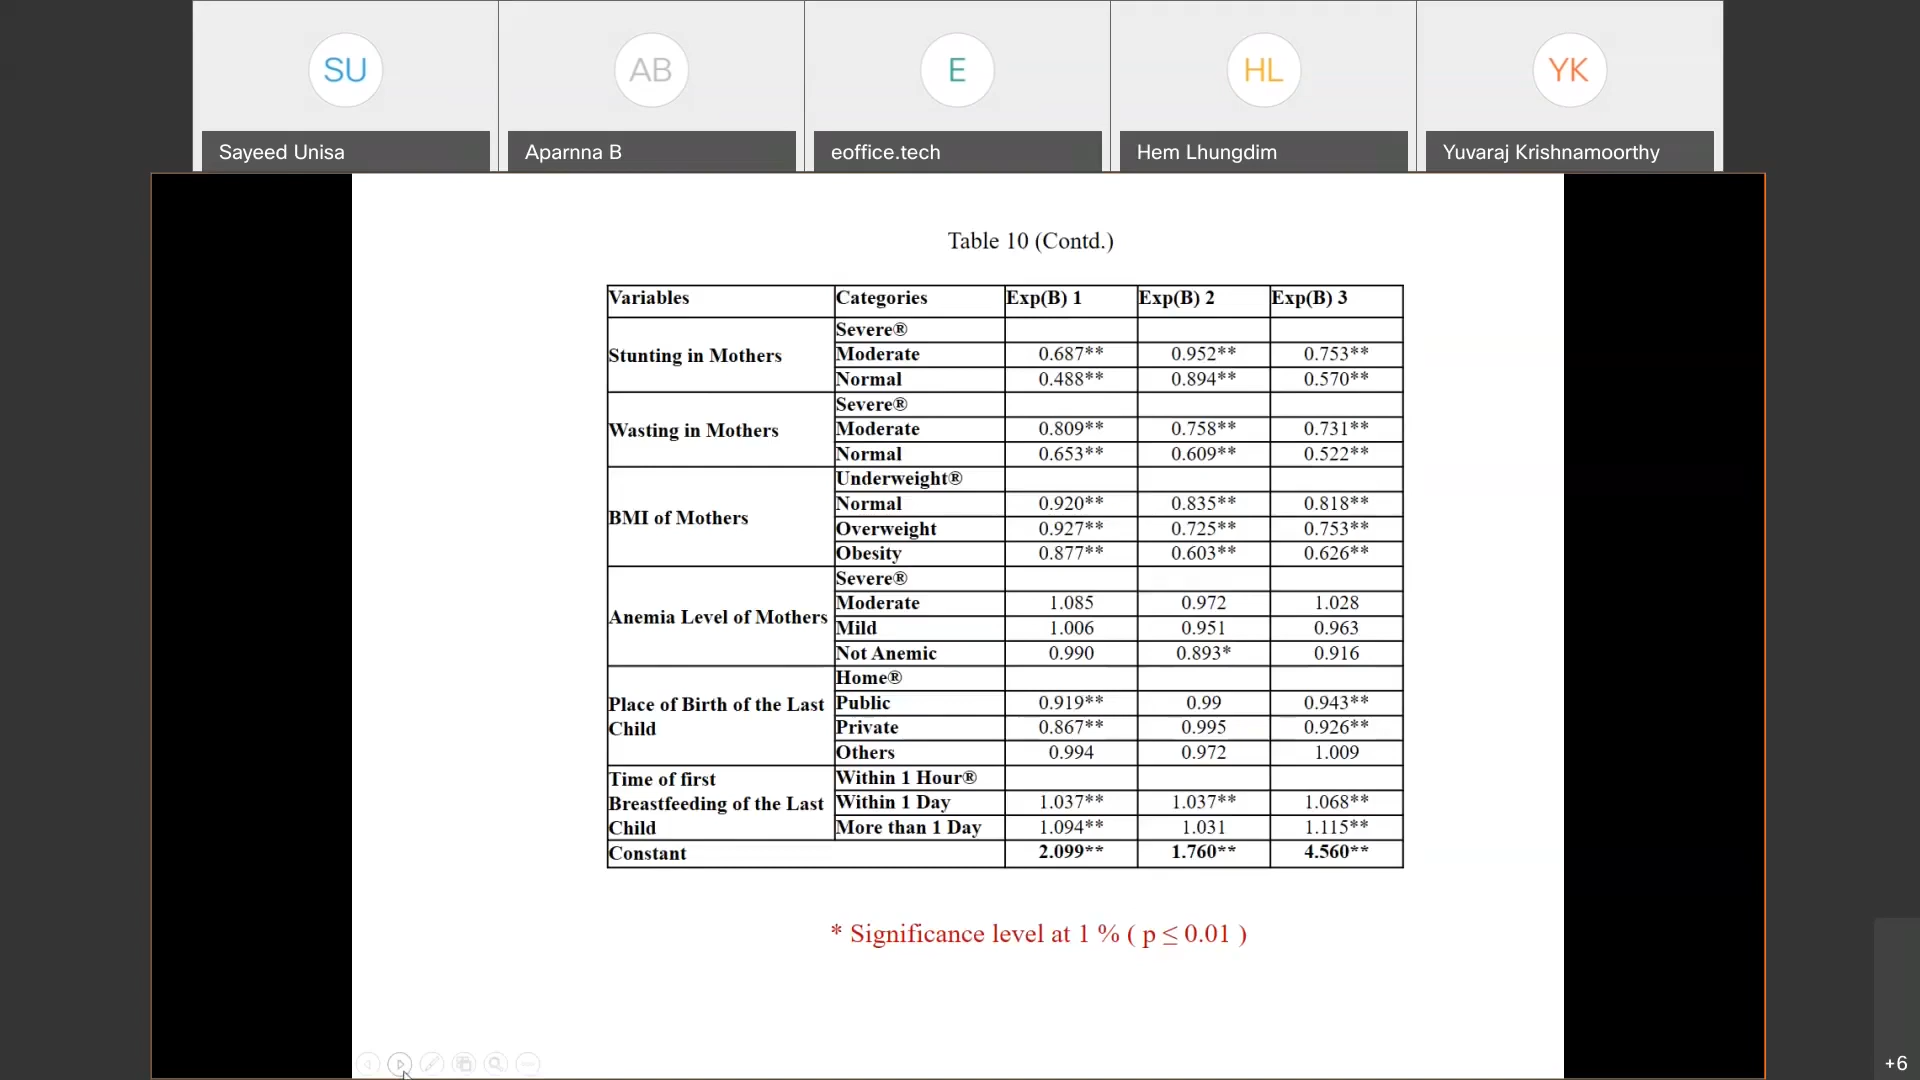 SU AB E HL YK
Sayeed Unisa Aparnna B eoffice.tech Hem Lhungdim Yuvaraj Krishnamoorthy
Table 10 (Contd.)
Variables Categories Exp(B) 1 Exp(B) 2 Exp(B) 3
Stunting in Mothers
Severe®
Moderate 0.687** 0.952** 0.753**
Normal 0.488** 0.894** 0.570**
Wasting in Mothers
Severe®
Moderate 0.809** 0.758** 0.731**
Normal 0.653** 0.609** 0.522**
BMI of Mothers
Underweight®
Normal 0.920** 0.835** 0.818**
Overweight 0.927** 0.725** 0.753**
Obesity 0.877** 0.603** 0.626**
Anemia Level of Mothers
Severe®
Moderate 1.085 0.972 1.028
Mild 1.006 0.951 0.963
Not Anemic 0.990 0.893* 0.916
Place of Birth of the Last
Child
Home®
Public 0.919** 0.99 0.943**
Private 0.867** 0.995 0.926**
Others 0.994 0.972 1.009
Time of first
Breastfeeding of the Last
Child
Within 1 Hour®
Within 1 Day 1.037** 1.037** 1.068**
More than 1 Day 1.094** 1.031 1.115**
Constant 2.099** 1.760** 4.560**
* Significance level at 1 % ( p ≤ 0.01 )
+6